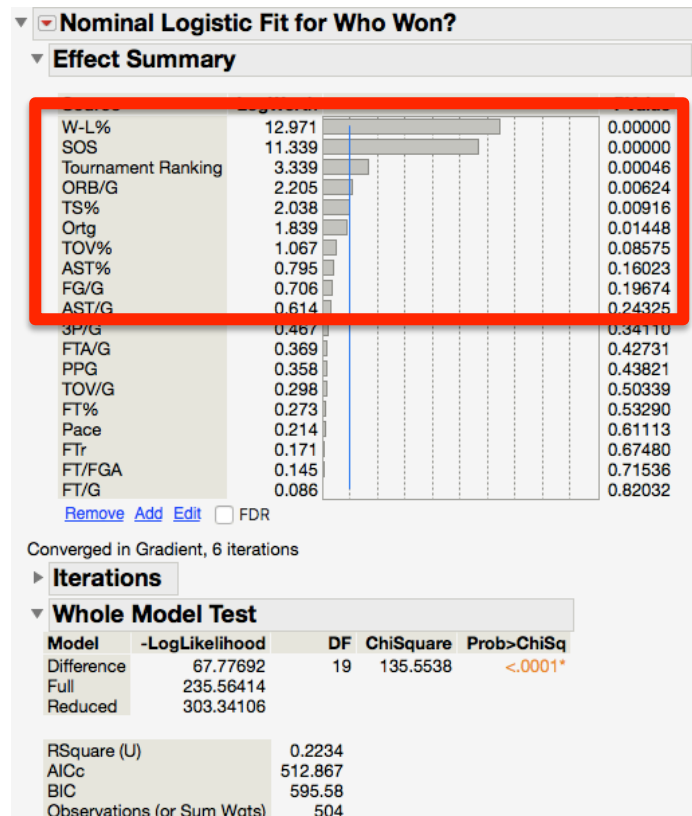 Nominal Logistic Fit for Who Won?
Effect Summary
W-L% 12.971 0.00000
SOS 11.339 0.00000
Tournament Ranking 3.339 0.00046
ORB/G 2.205 0.00624
TS% 2.038 0.00916
Ortg 1.839 0.01448
TOV% 1.067 0.08575
AST% 0.795 0.16023
FG/G 0.706 0.19674
AST/G 0.614 0.24325
3P/G 0.467 0.34110
FTA/G 0.369 0.42731
PPG 0.358 0.43821
TOV/G 0.298 0.50339
FT% 0.273 0.53290
Pace 0.214 0.61113
FTr 0.171 0.67480
FT/FGA 0.145 0.71536
FT/G 0.086 0.82032
Remove Add Edit FDR
Converged in Gradient, 6 iterations
Iterations
Whole Model Test
Model -LogLikelihood DF ChiSquare Prob>ChiSq
Difference 67.77692 19 135.5538 <.0001*
Full 235.56414
Reduced 303.34106
RSquare (U) 0.2234
AICc 512.867
BIC 595.58
Observations (or Sum Wgts) 504